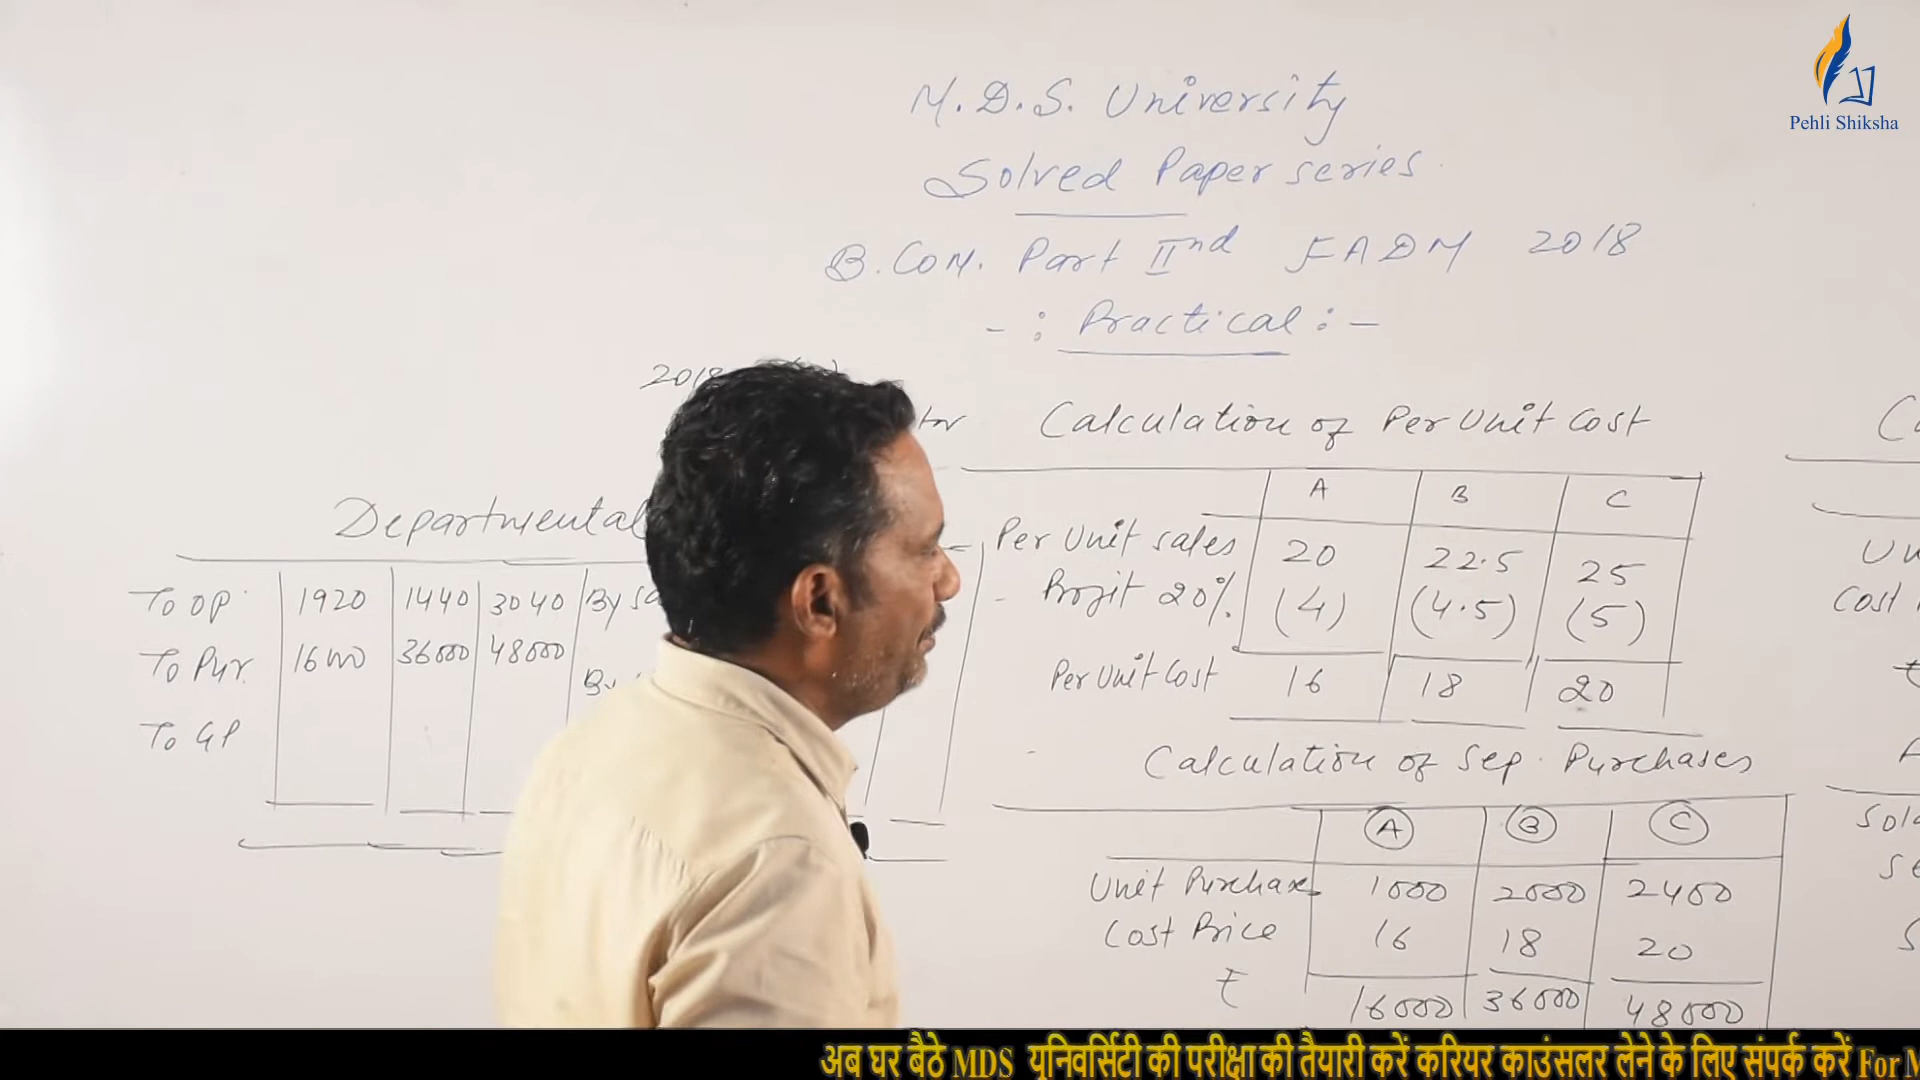 Pehli Shiksha
M.D.S. University
Solved Paper series
B.COM. Part IInd EADM 2018
-: Practical :-
2018
Calculation of Per Unit Cost
A B C
Per Unit sales 20 22.5 25
Profit 20% (4) (4.5) (5)
Per Unit Cost 16 18 20
Departmental
To OP 1920 1440 3040 By
To Pur. 16000 36000 48000
By
To GP
Calculation of Sep. Purchases
A B C
Unit Purchases 1000 2000 2400
Cost Price 16 18 20
₹ 16000 36000 48000
Cost
अब घर बैठे MDS यूनिवर्सिटी की परीक्षा की तैयारी करें करियर काउंसलर लेने के लिए संपर्क करें For